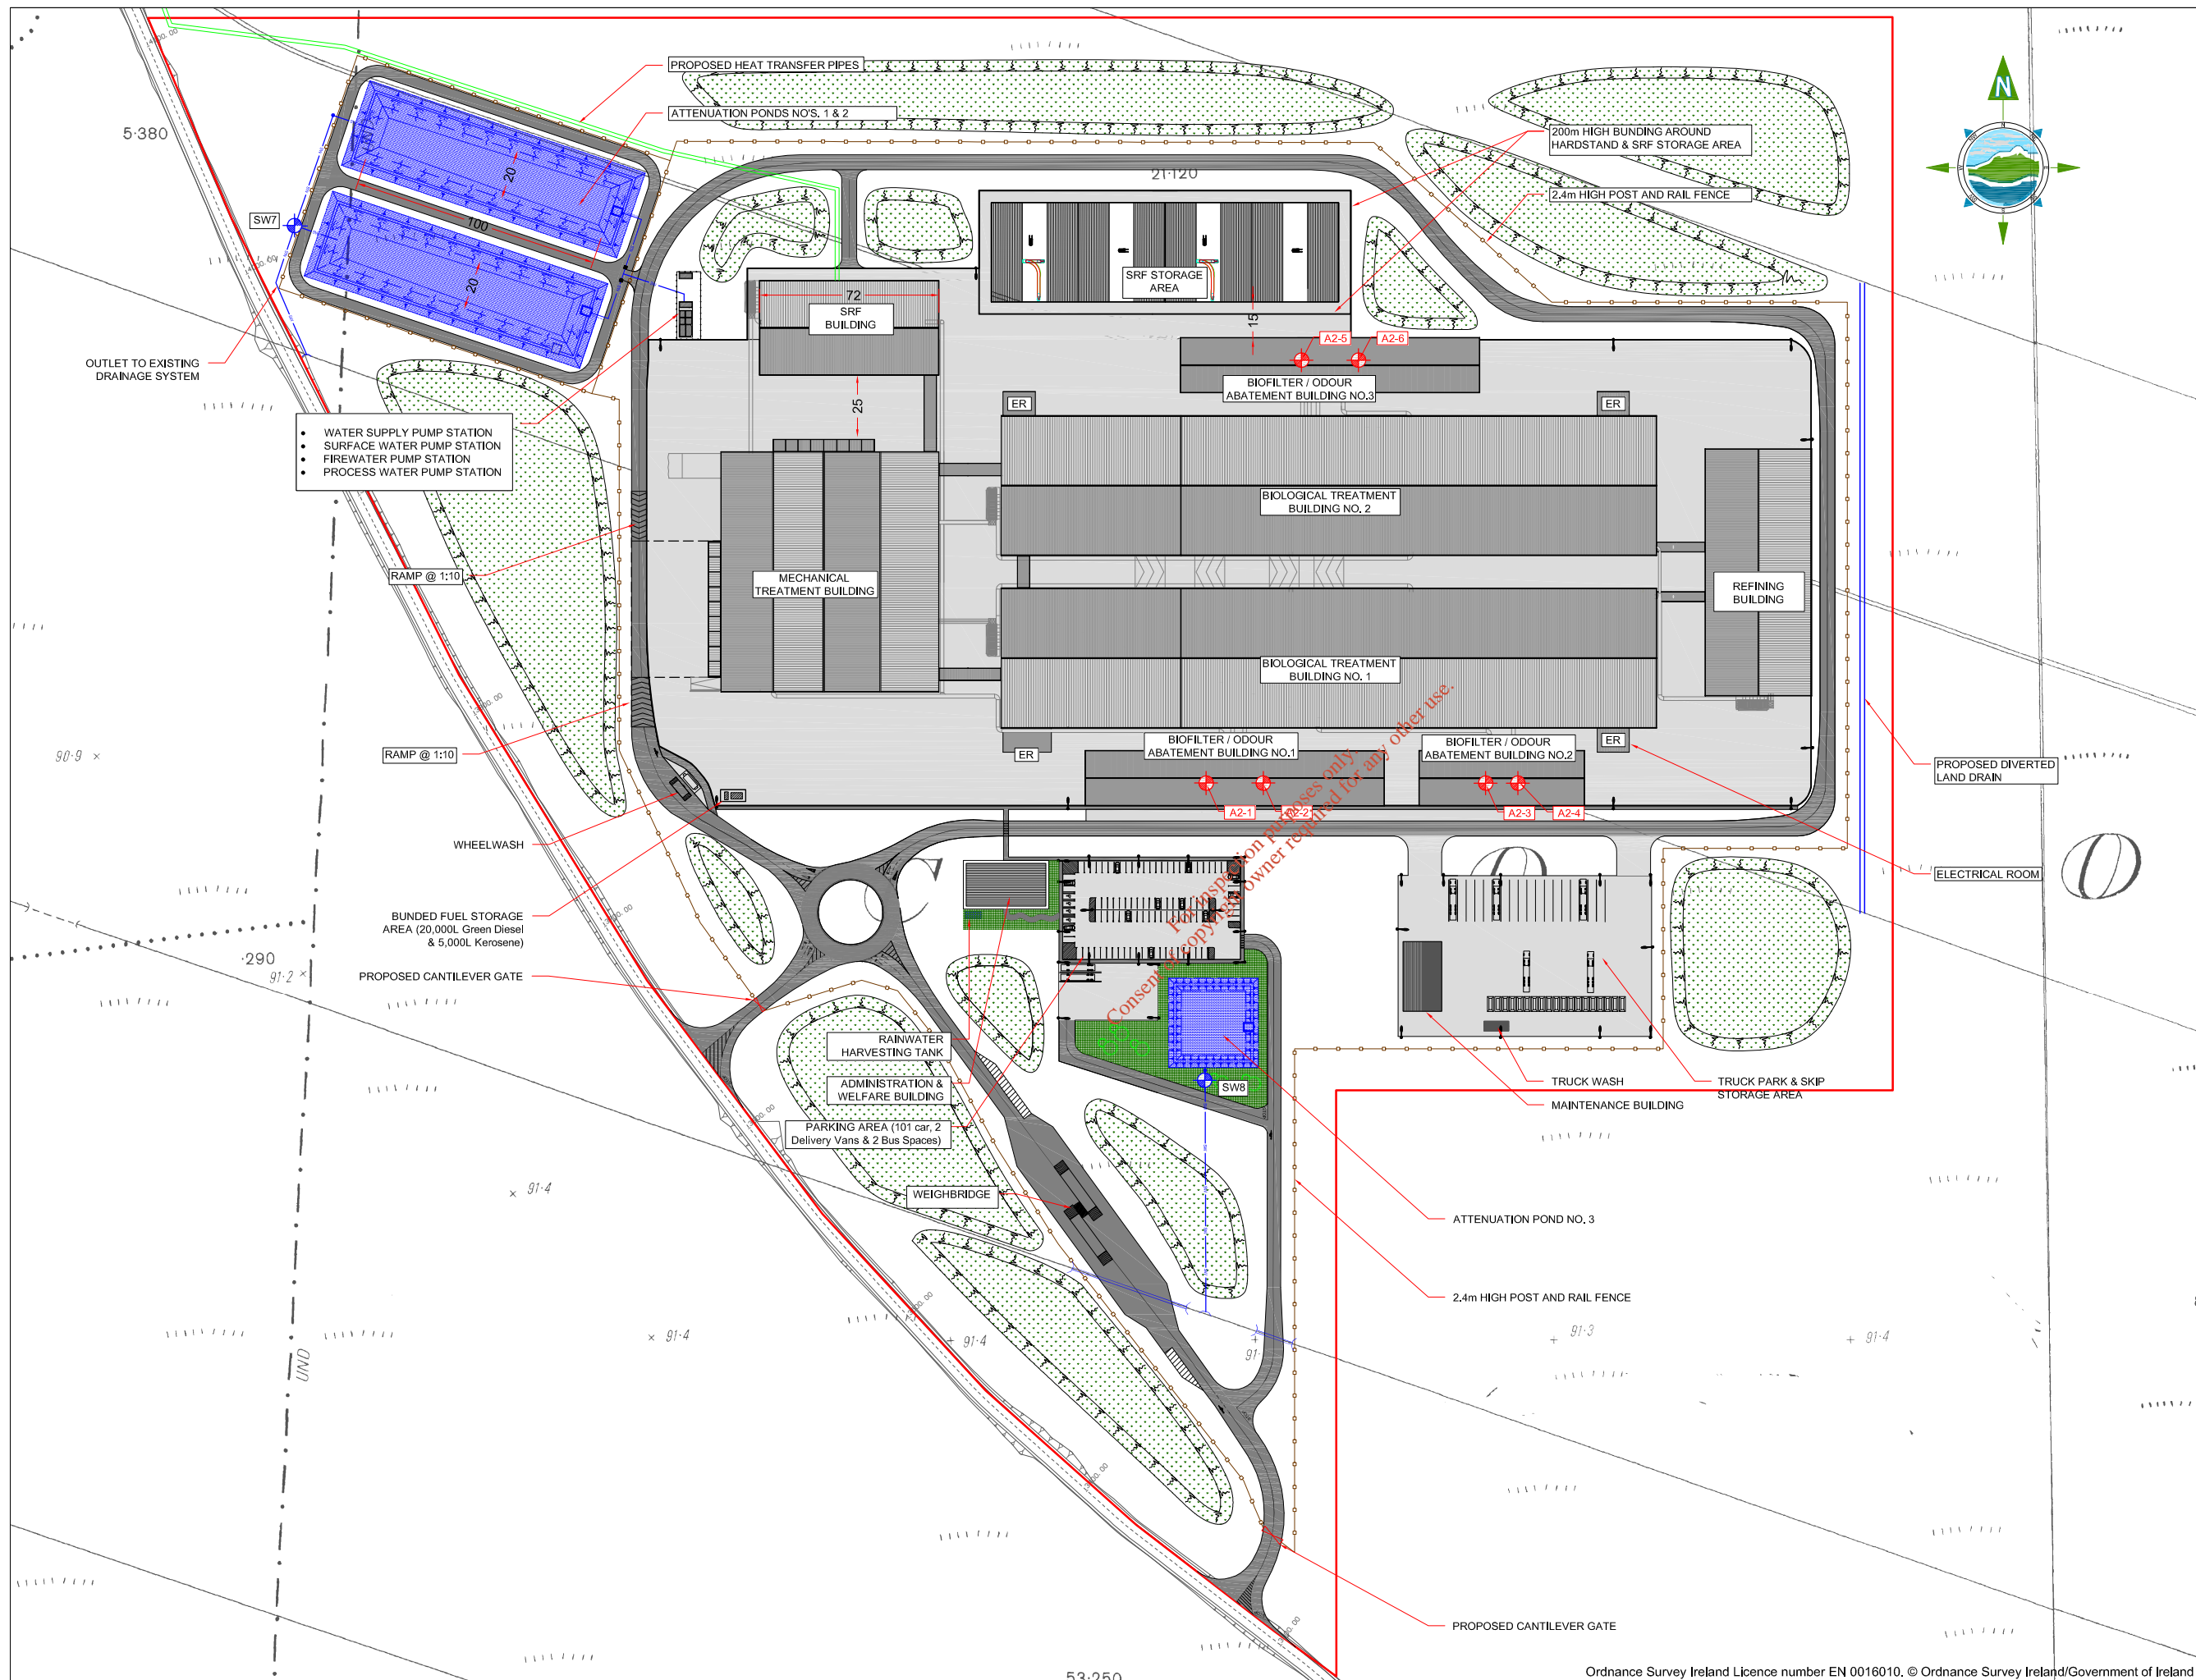 PROPOSED HEAT TRANSFER PIPES
ATTENUATION PONDS NO'S. 1 & 2
N
5·380
20
100
20
SW7
200m HIGH BUNDING AROUND
HARDSTAND & SRF STORAGE AREA
21·120
2.4m HIGH POST AND RAIL FENCE
SRF STORAGE
AREA
72
SRF
BUILDING
15
A2-5
A2-6
OUTLET TO EXISTING
DRAINAGE SYSTEM
BIOFILTER / ODOUR
ABATEMENT BUILDING NO.3
25
ER
ER
• WATER SUPPLY PUMP STATION
• SURFACE WATER PUMP STATION
• FIREWATER PUMP STATION
• PROCESS WATER PUMP STATION
BIOLOGICAL TREATMENT
BUILDING NO. 2
RAMP @ 1:10
MECHANICAL
TREATMENT BUILDING
REFINING
BUILDING
BIOLOGICAL TREATMENT
BUILDING NO. 1
RAMP @ 1:10
90·9
ER
BIOFILTER / ODOUR
ABATEMENT BUILDING NO.1
BIOFILTER / ODOUR
ABATEMENT BUILDING NO.2
ER
PROPOSED DIVERTED
LAND DRAIN
A2-1
A2-2
A2-3
A2-4
For inspection purposes only.
Consent of copyright owner required for any other use.
WHEELWASH
C
O
O
ELECTRICAL ROOM
BUNDED FUEL STORAGE
AREA (20,000L Green Diesel
& 5,000L Kerosene)
·290
91·2
PROPOSED CANTILEVER GATE
RAINWATER
HARVESTING TANK
ADMINISTRATION &
WELFARE BUILDING
PARKING AREA (101 car, 2
Delivery Vans & 2 Bus Spaces)
SW8
TRUCK WASH
TRUCK PARK & SKIP
STORAGE AREA
MAINTENANCE BUILDING
91·4
WEIGHBRIDGE
ATTENUATION POND NO. 3
2.4m HIGH POST AND RAIL FENCE
91·4
91·4
91·
91·3
91·4
UND
PROPOSED CANTILEVER GATE
53·250
Ordnance Survey Ireland Licence number EN 0016010. © Ordnance Survey Ireland/Government of Ireland